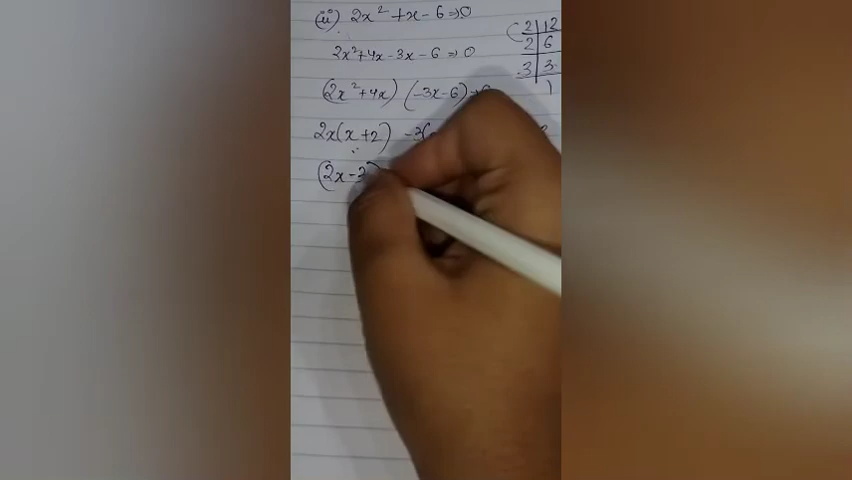 (ii) 2x² + x - 6 => 0
2x² + 4x - 3x - 6 => 0
(2x² + 4x) (-3x - 6)
2x(x + 2) -3(
(2x - 3)
2 | 12
2 | 6
3 | 3
1